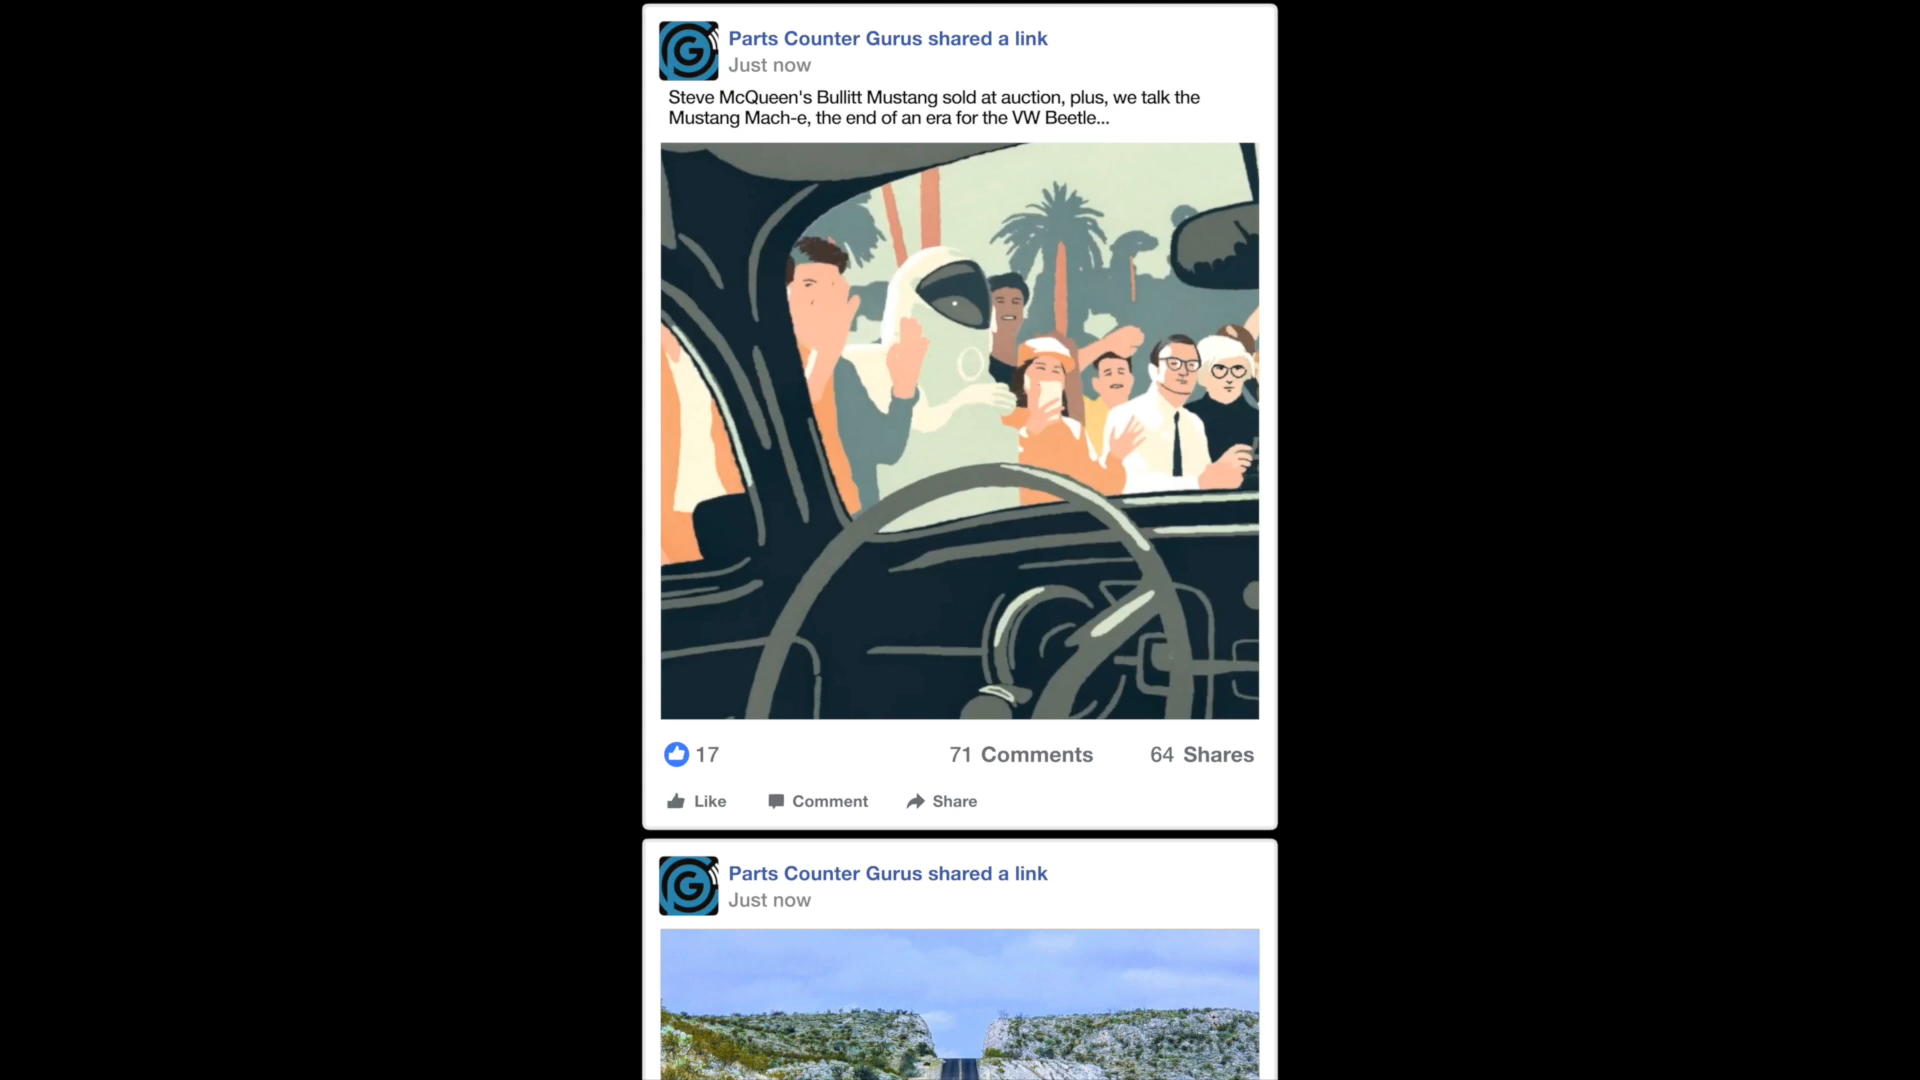 Parts Counter Gurus shared a link
Just now
Steve McQueen's Bullitt Mustang sold at auction, plus, we talk the
Mustang Mach-e, the end of an era for the VW Beetle...
17
71 Comments
64 Shares
Like
Comment
Share
Parts Counter Gurus shared a link
Just now